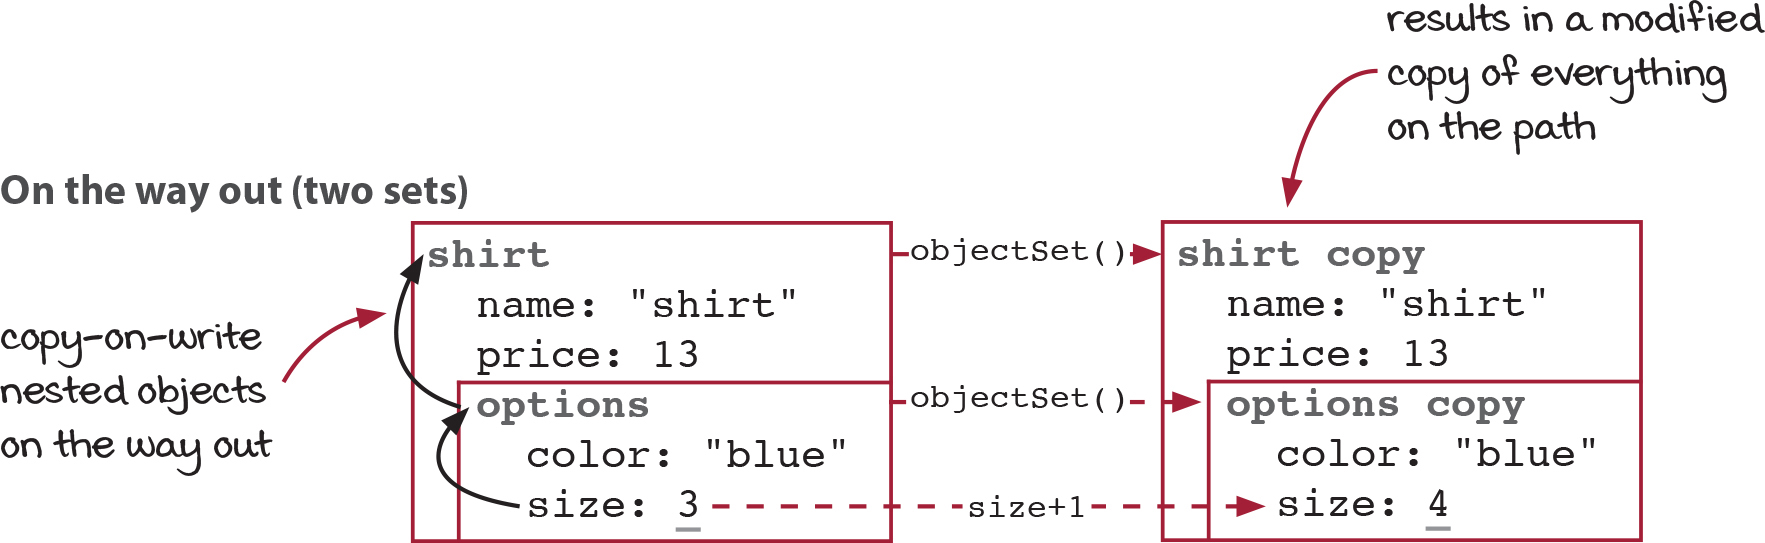 results in a modified
copy of everything
on the path
On the way out (two sets)
copy-on-write
nested objects
on the way out
shirt
name: "shirt"
price: 13
options
color: "blue"
size: 3
objectSet()
objectSet()
size+1
shirt copy
name: "shirt"
price: 13
options copy
color: "blue"
size: 4